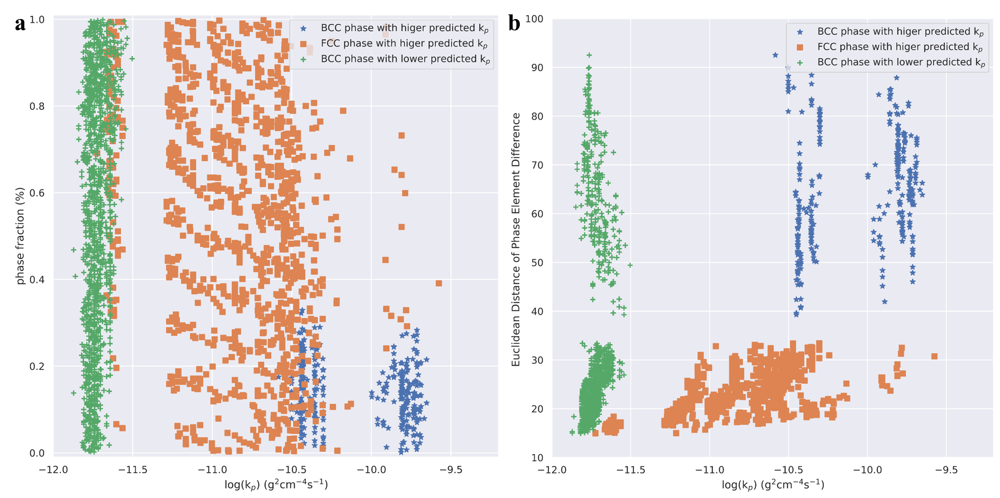 a
1.0
0.8
0.6
0.4
0.2
0.0
phase fraction (%)
−12.0 −11.5 −11.0 −10.5 −10.0 −9.5
log(kₚ) (g²cm⁻⁴s⁻¹)
BCC phase with higer predicted kₚ
FCC phase with higer predicted kₚ
BCC phase with lower predicted kₚ
b
100
90
80
70
60
50
40
30
20
10
Euclidean Distance of Phase Element Difference
−12.0 −11.5 −11.0 −10.5 −10.0 −9.5
log(kₚ) (g²cm⁻⁴s⁻¹)
BCC phase with higer predicted kₚ
FCC phase with higer predicted kₚ
BCC phase with lower predicted kₚ